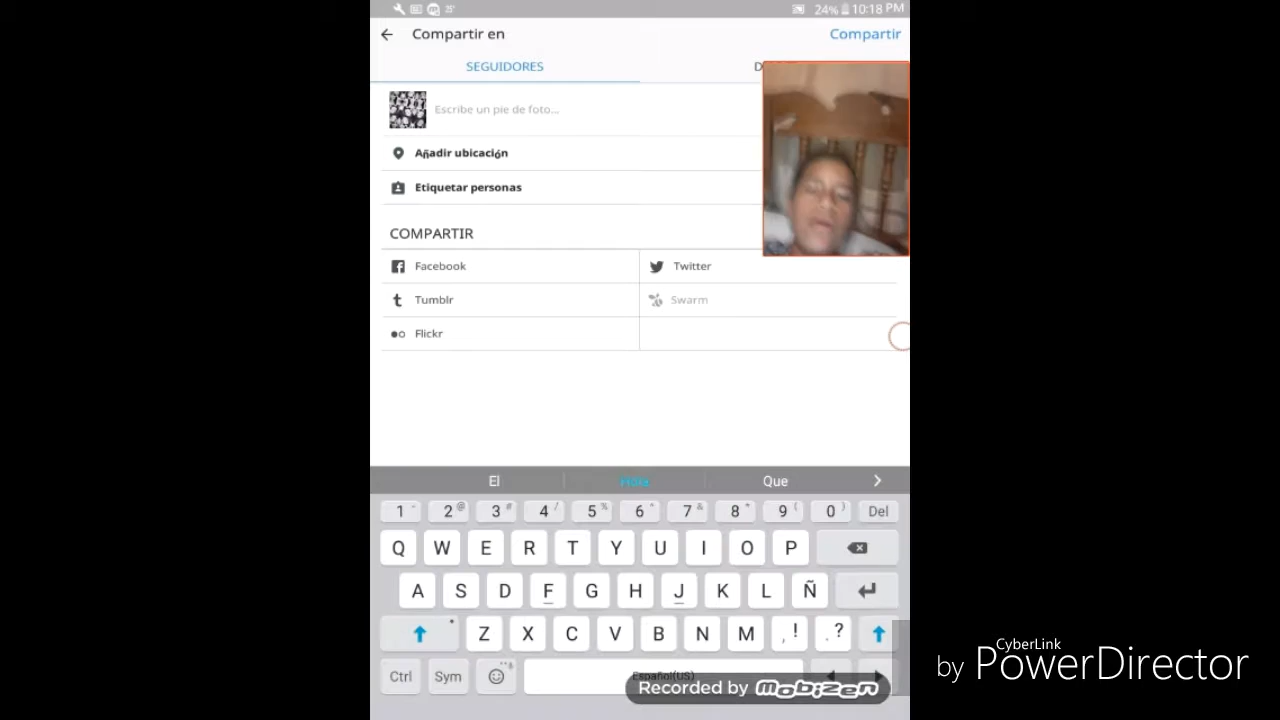 25°
24% 10:18 PM
Compartir en
Compartir
SEGUIDORES
D
Escribe un pie de foto...
Añadir ubicación
Etiquetar personas
COMPARTIR
Facebook
Twitter
Tumblr
Swarm
Flickr
El
Hola
Que
1 2 @ 3 # 4 / 5 % 6 ^ 7 & 8 * 9 ( 0 ) Del
Q W E R T Y U I O P
A S D F G H J K L Ñ
Z X C V B N M , ! . ?
Ctrl Sym Español(US)
Recorded by mobizen
CyberLink
by PowerDirector